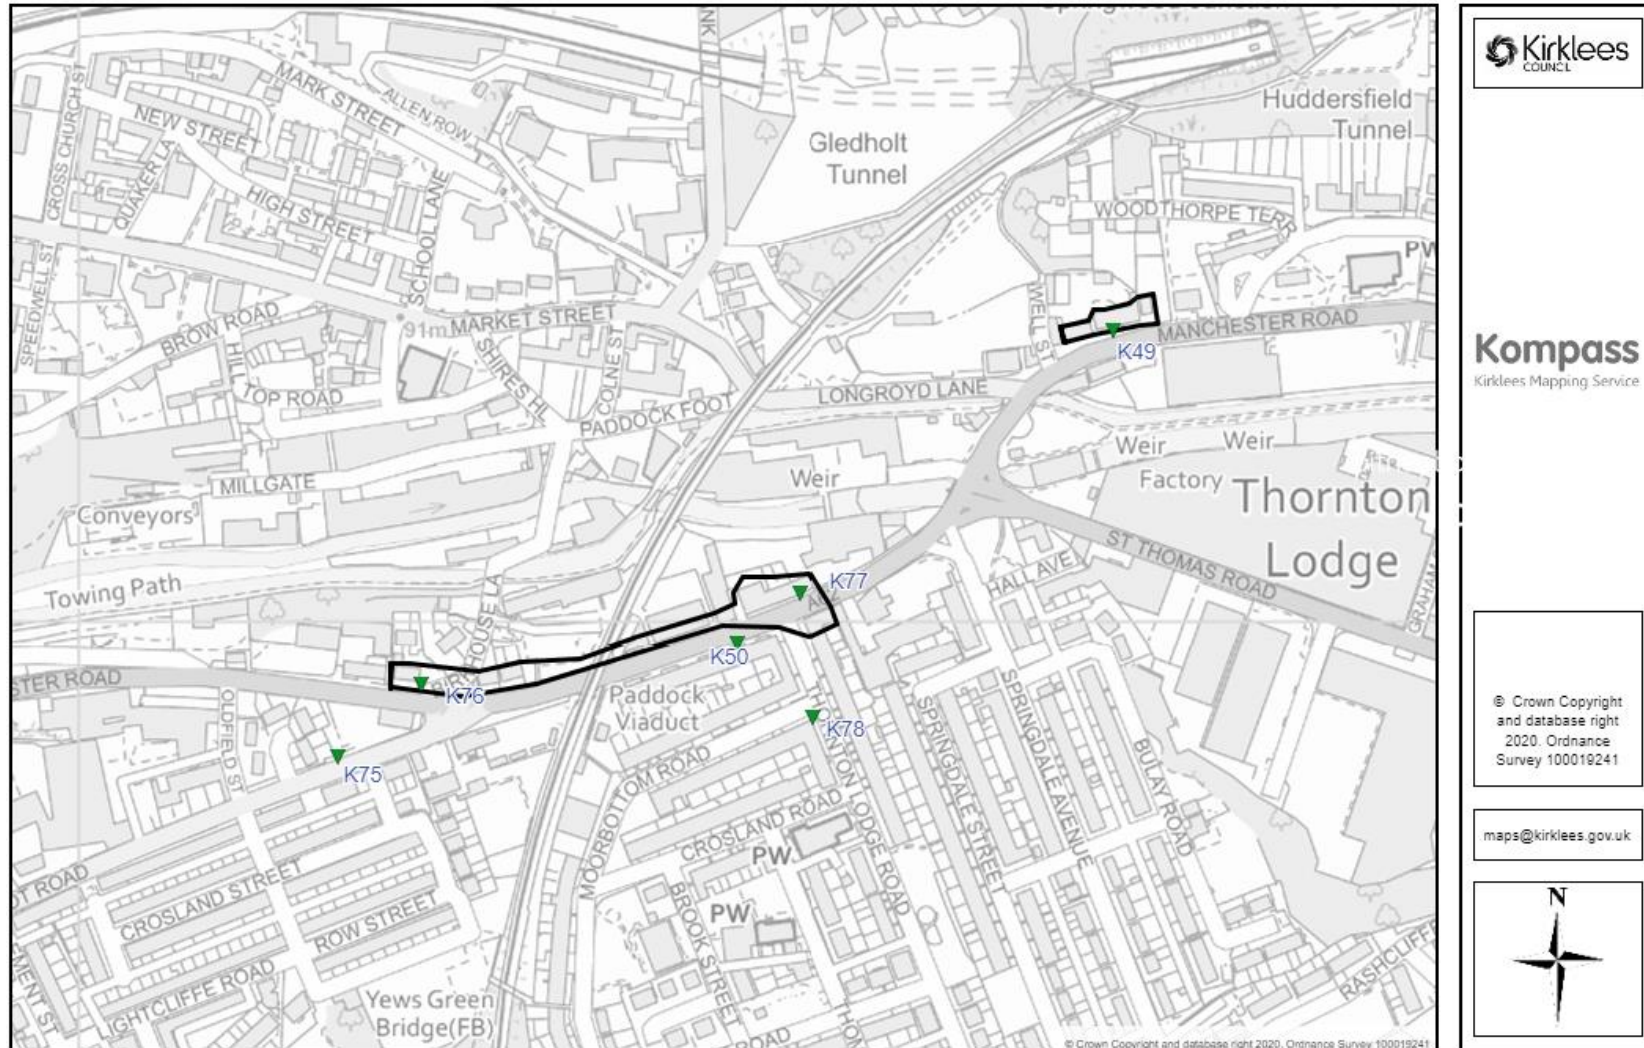 MARK STREET
ALLEN ROW
CROSS CHURCH ST
NEW STREET
QUAKER LA
HIGH STREET
SCHOOL LANE
SPEEDWELL ST
BROW ROAD
91m
MARKET STREET
HILL TOP ROAD
SHIRES HL
COLNE ST
PADDOCK FOOT
MILLGATE
Conveyors
Towing Path
Gledholt
Tunnel
Huddersfield
Tunnel
WOODTHORPE TERR
WELL ST
MANCHESTER ROAD
K49
LONGROYD LANE
Weir
Weir
Weir
Factory
Thornton
Lodge
ST THOMAS ROAD
HALL AVE
K77
K50
K76
K75
K78
Paddock
Viaduct
OLDFIELD ST
MOORBOTTOM ROAD
CROSLAND ROAD
PW
PW
BROOK STREET
SPRINGDALE STREET
SPRINGDALE AVENUE
BULAY ROAD
CROSLAND STREET
ROW STREET
LIGHTCLIFFE ROAD
Yews Green
Bridge(FB)
© Crown Copyright and database right 2020. Ordnance Survey 100019241
Kirklees
COUNCIL
Kompass
Kirklees Mapping Service
© Crown Copyright
and database right
2020. Ordnance
Survey 100019241
maps@kirklees.gov.uk
N